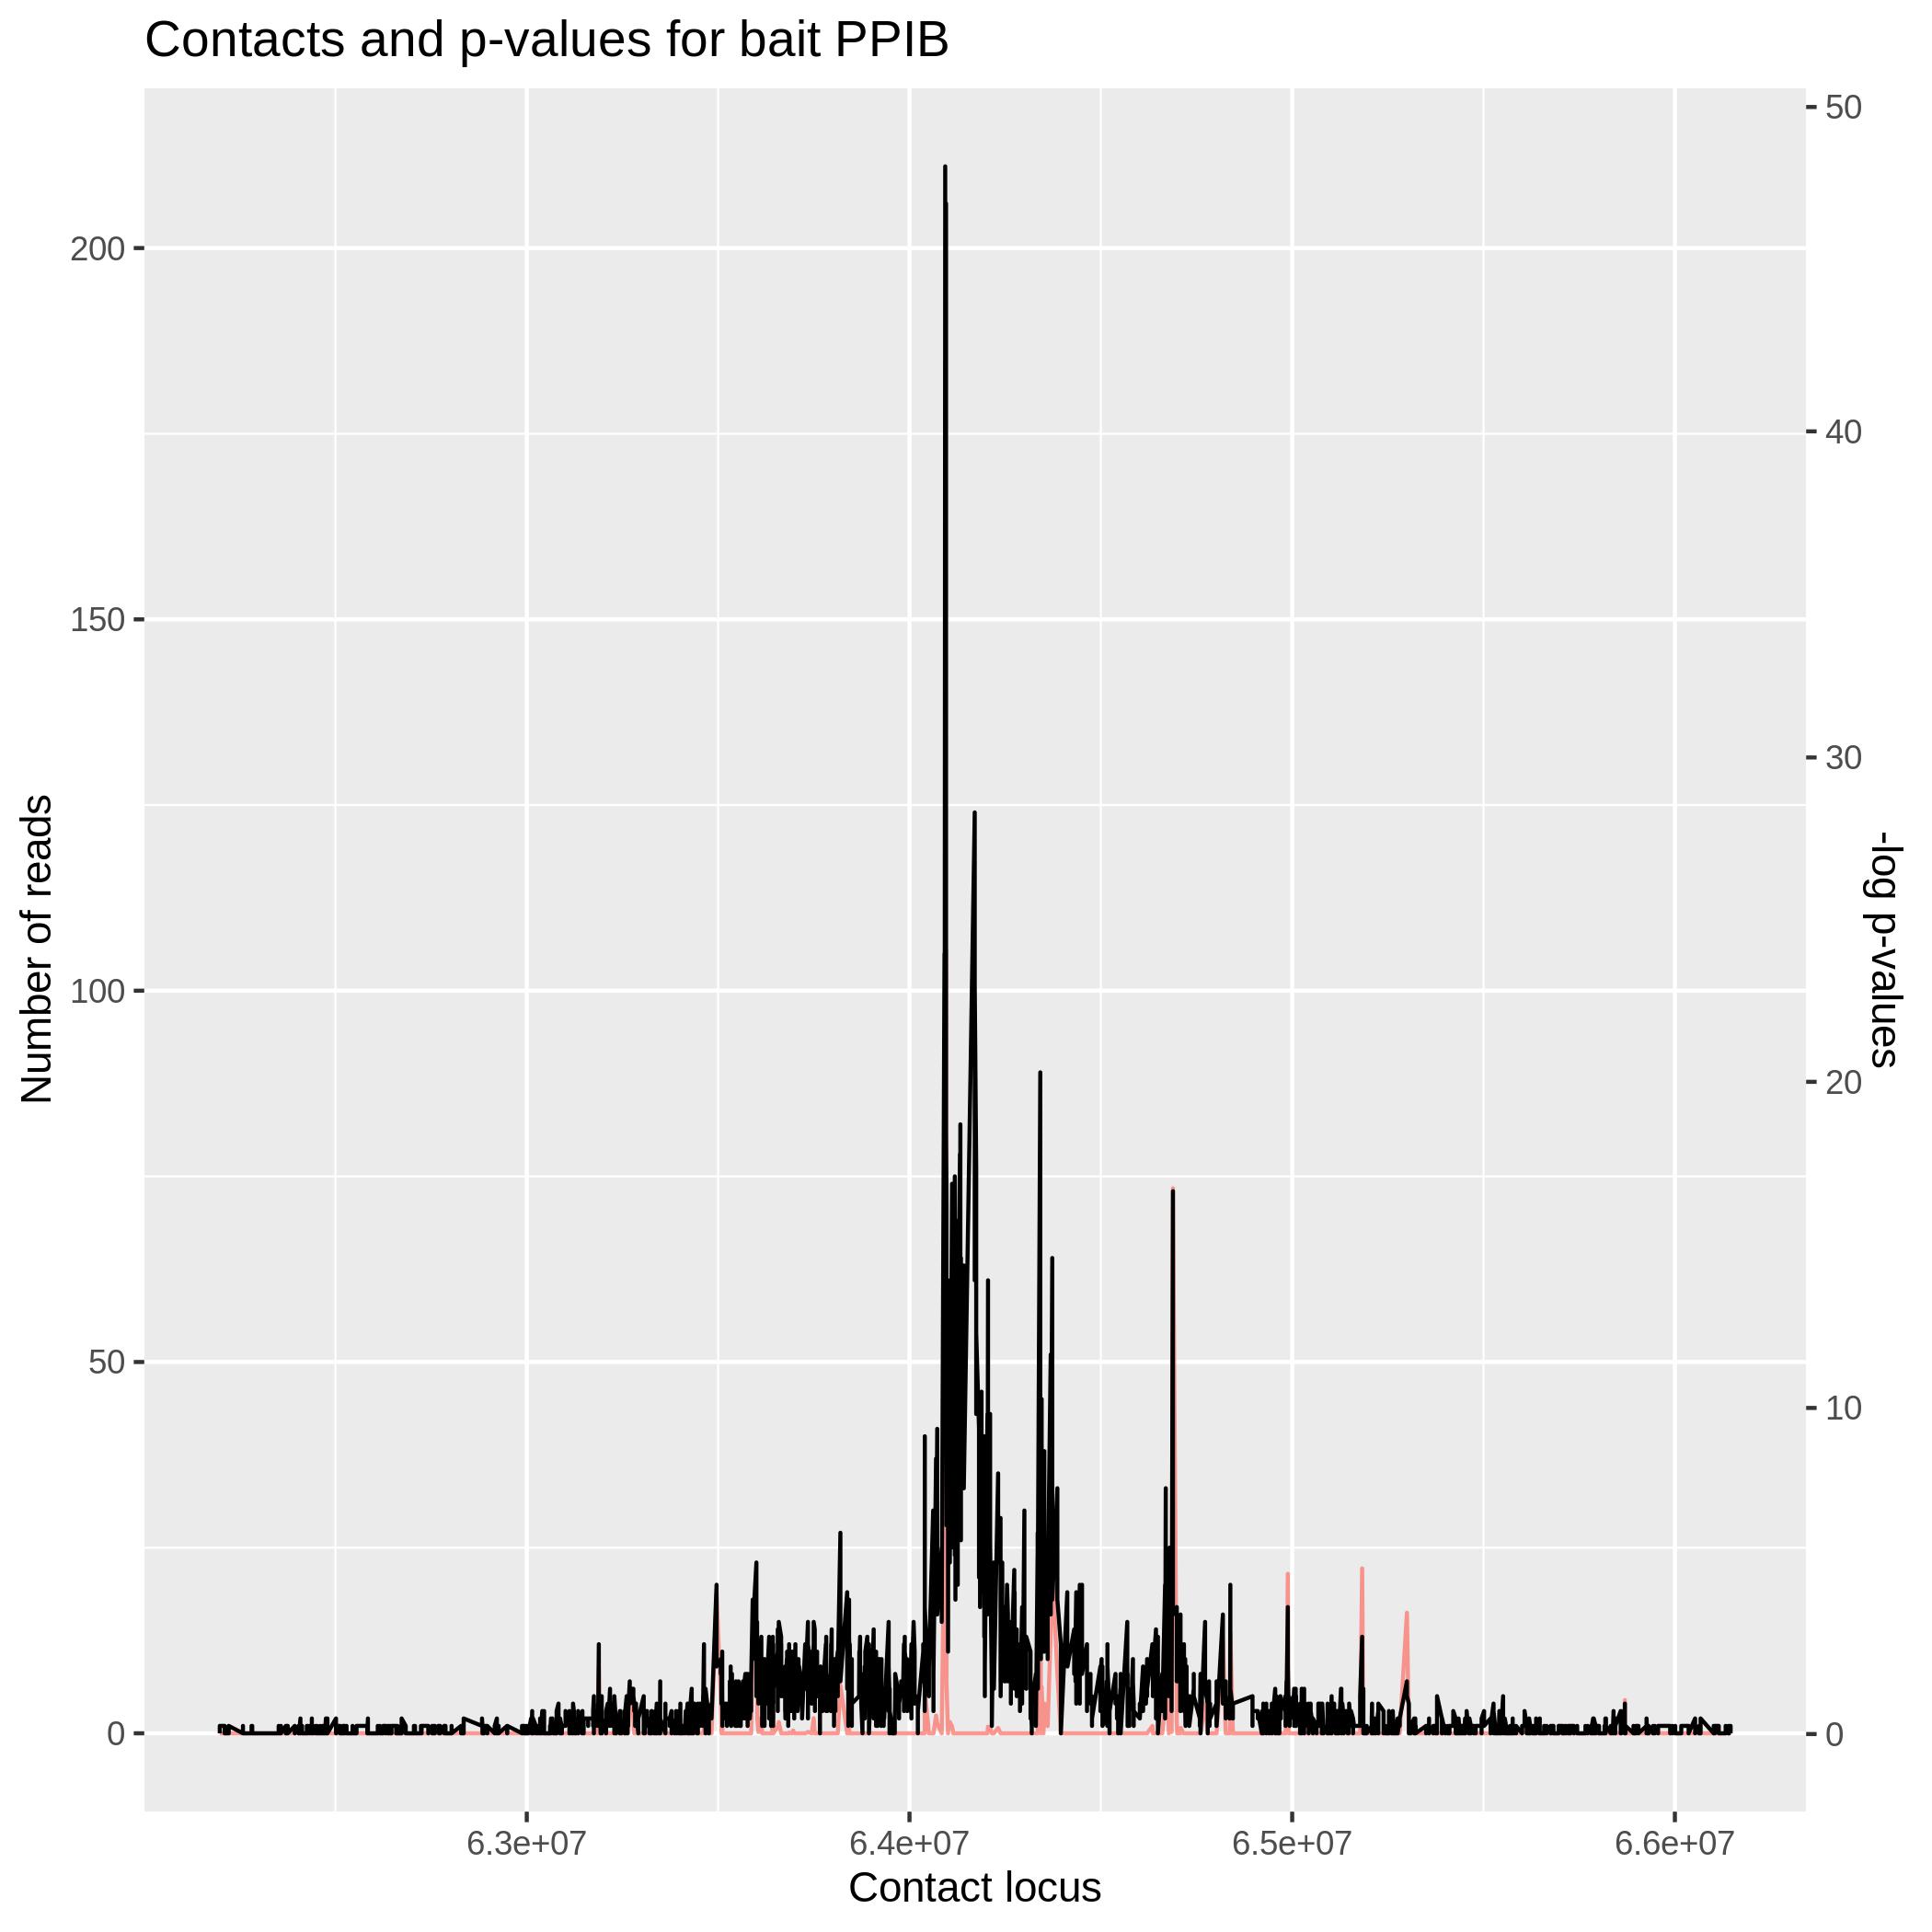 Contacts and p-values for bait PPIB
Number of reads
200
150
100
50
0
50
40
30
20
10
0
-log p-values
6.3e+07 6.4e+07 6.5e+07 6.6e+07
Contact locus